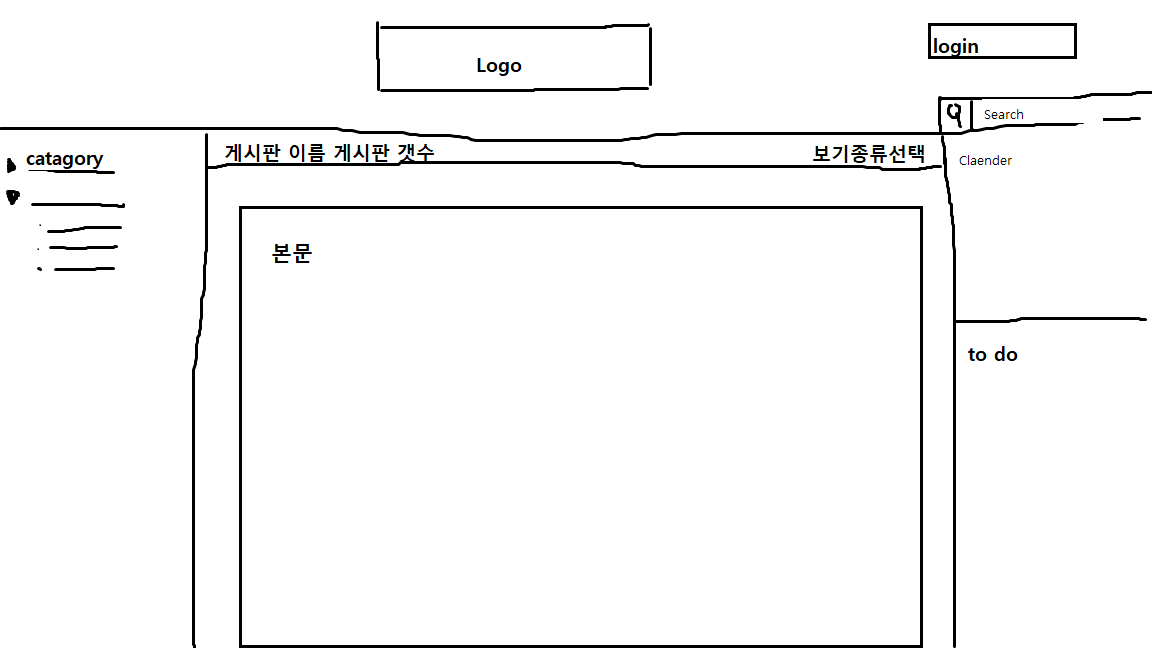 Logo
login
Search
catagory
게시판 이름 게시판 갯수
보기종류선택
Claender
본문
to do